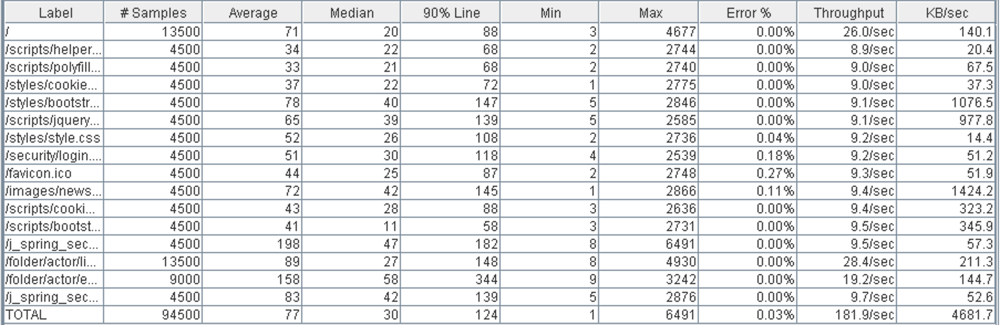 Label # Samples Average Median 90% Line Min Max Error % Throughput KB/sec
/ 13500 71 20 88 3 4677 0.00% 26.0/sec 140.1
/scripts/helper... 4500 34 22 68 2 2744 0.00% 8.9/sec 20.4
/scripts/polyfill... 4500 33 21 68 2 2740 0.00% 9.0/sec 67.5
/styles/cookie... 4500 37 22 72 1 2775 0.00% 9.0/sec 37.3
/styles/bootstr... 4500 78 40 147 5 2846 0.00% 9.1/sec 1076.5
/scripts/jquery... 4500 65 39 139 5 2585 0.00% 9.1/sec 977.8
/styles/style.css 4500 52 26 108 2 2736 0.04% 9.2/sec 14.4
/security/login.... 4500 51 30 118 4 2539 0.18% 9.2/sec 51.2
/favicon.ico 4500 44 25 87 2 2748 0.27% 9.3/sec 51.9
/images/news... 4500 72 42 145 1 2866 0.11% 9.4/sec 1424.2
/scripts/cooki... 4500 43 28 88 3 2636 0.00% 9.4/sec 323.2
/scripts/bootst... 4500 41 11 58 3 2731 0.00% 9.5/sec 345.9
/j_spring_sec... 4500 198 47 182 8 6491 0.00% 9.5/sec 57.3
/folder/actor/li... 13500 89 27 148 8 4930 0.00% 28.4/sec 211.3
/folder/actor/e... 9000 158 58 344 9 3242 0.00% 19.2/sec 144.7
/j_spring_sec... 4500 83 42 139 5 2876 0.00% 9.7/sec 52.6
TOTAL 94500 77 30 124 1 6491 0.03% 181.9/sec 4681.7